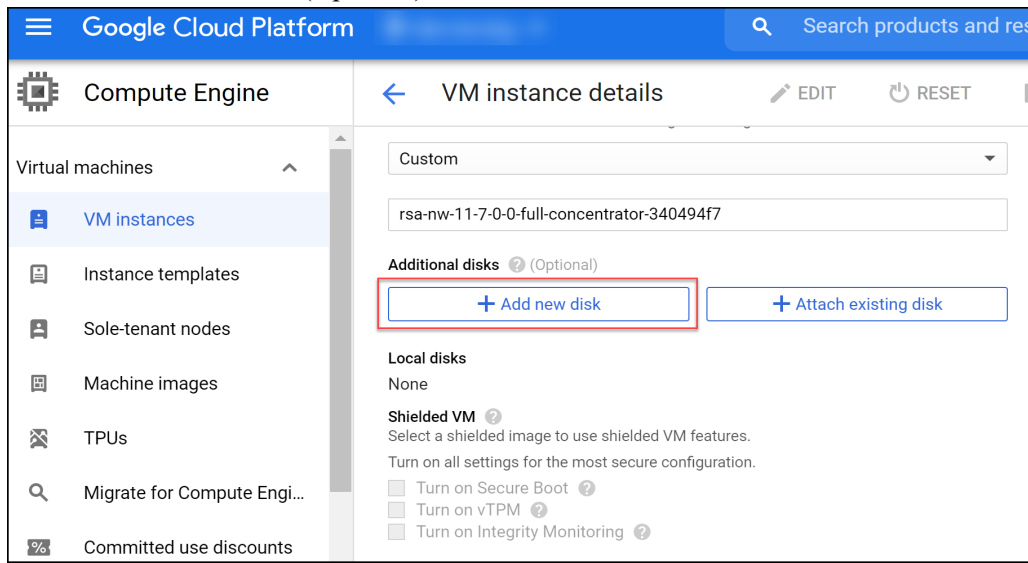 Google Cloud Platform
Search products and res
Compute Engine
VM instance details
EDIT
RESET
Virtual machines
VM instances
Instance templates
Sole-tenant nodes
Machine images
TPUs
Migrate for Compute Engi...
Committed use discounts
Custom
rsa-nw-11-7-0-0-full-concentrator-340494f7
Additional disks ? (Optional)
+ Add new disk
+ Attach existing disk
Local disks
None
Shielded VM ?
Select a shielded image to use shielded VM features.
Turn on all settings for the most secure configuration.
Turn on Secure Boot ?
Turn on vTPM ?
Turn on Integrity Monitoring ?